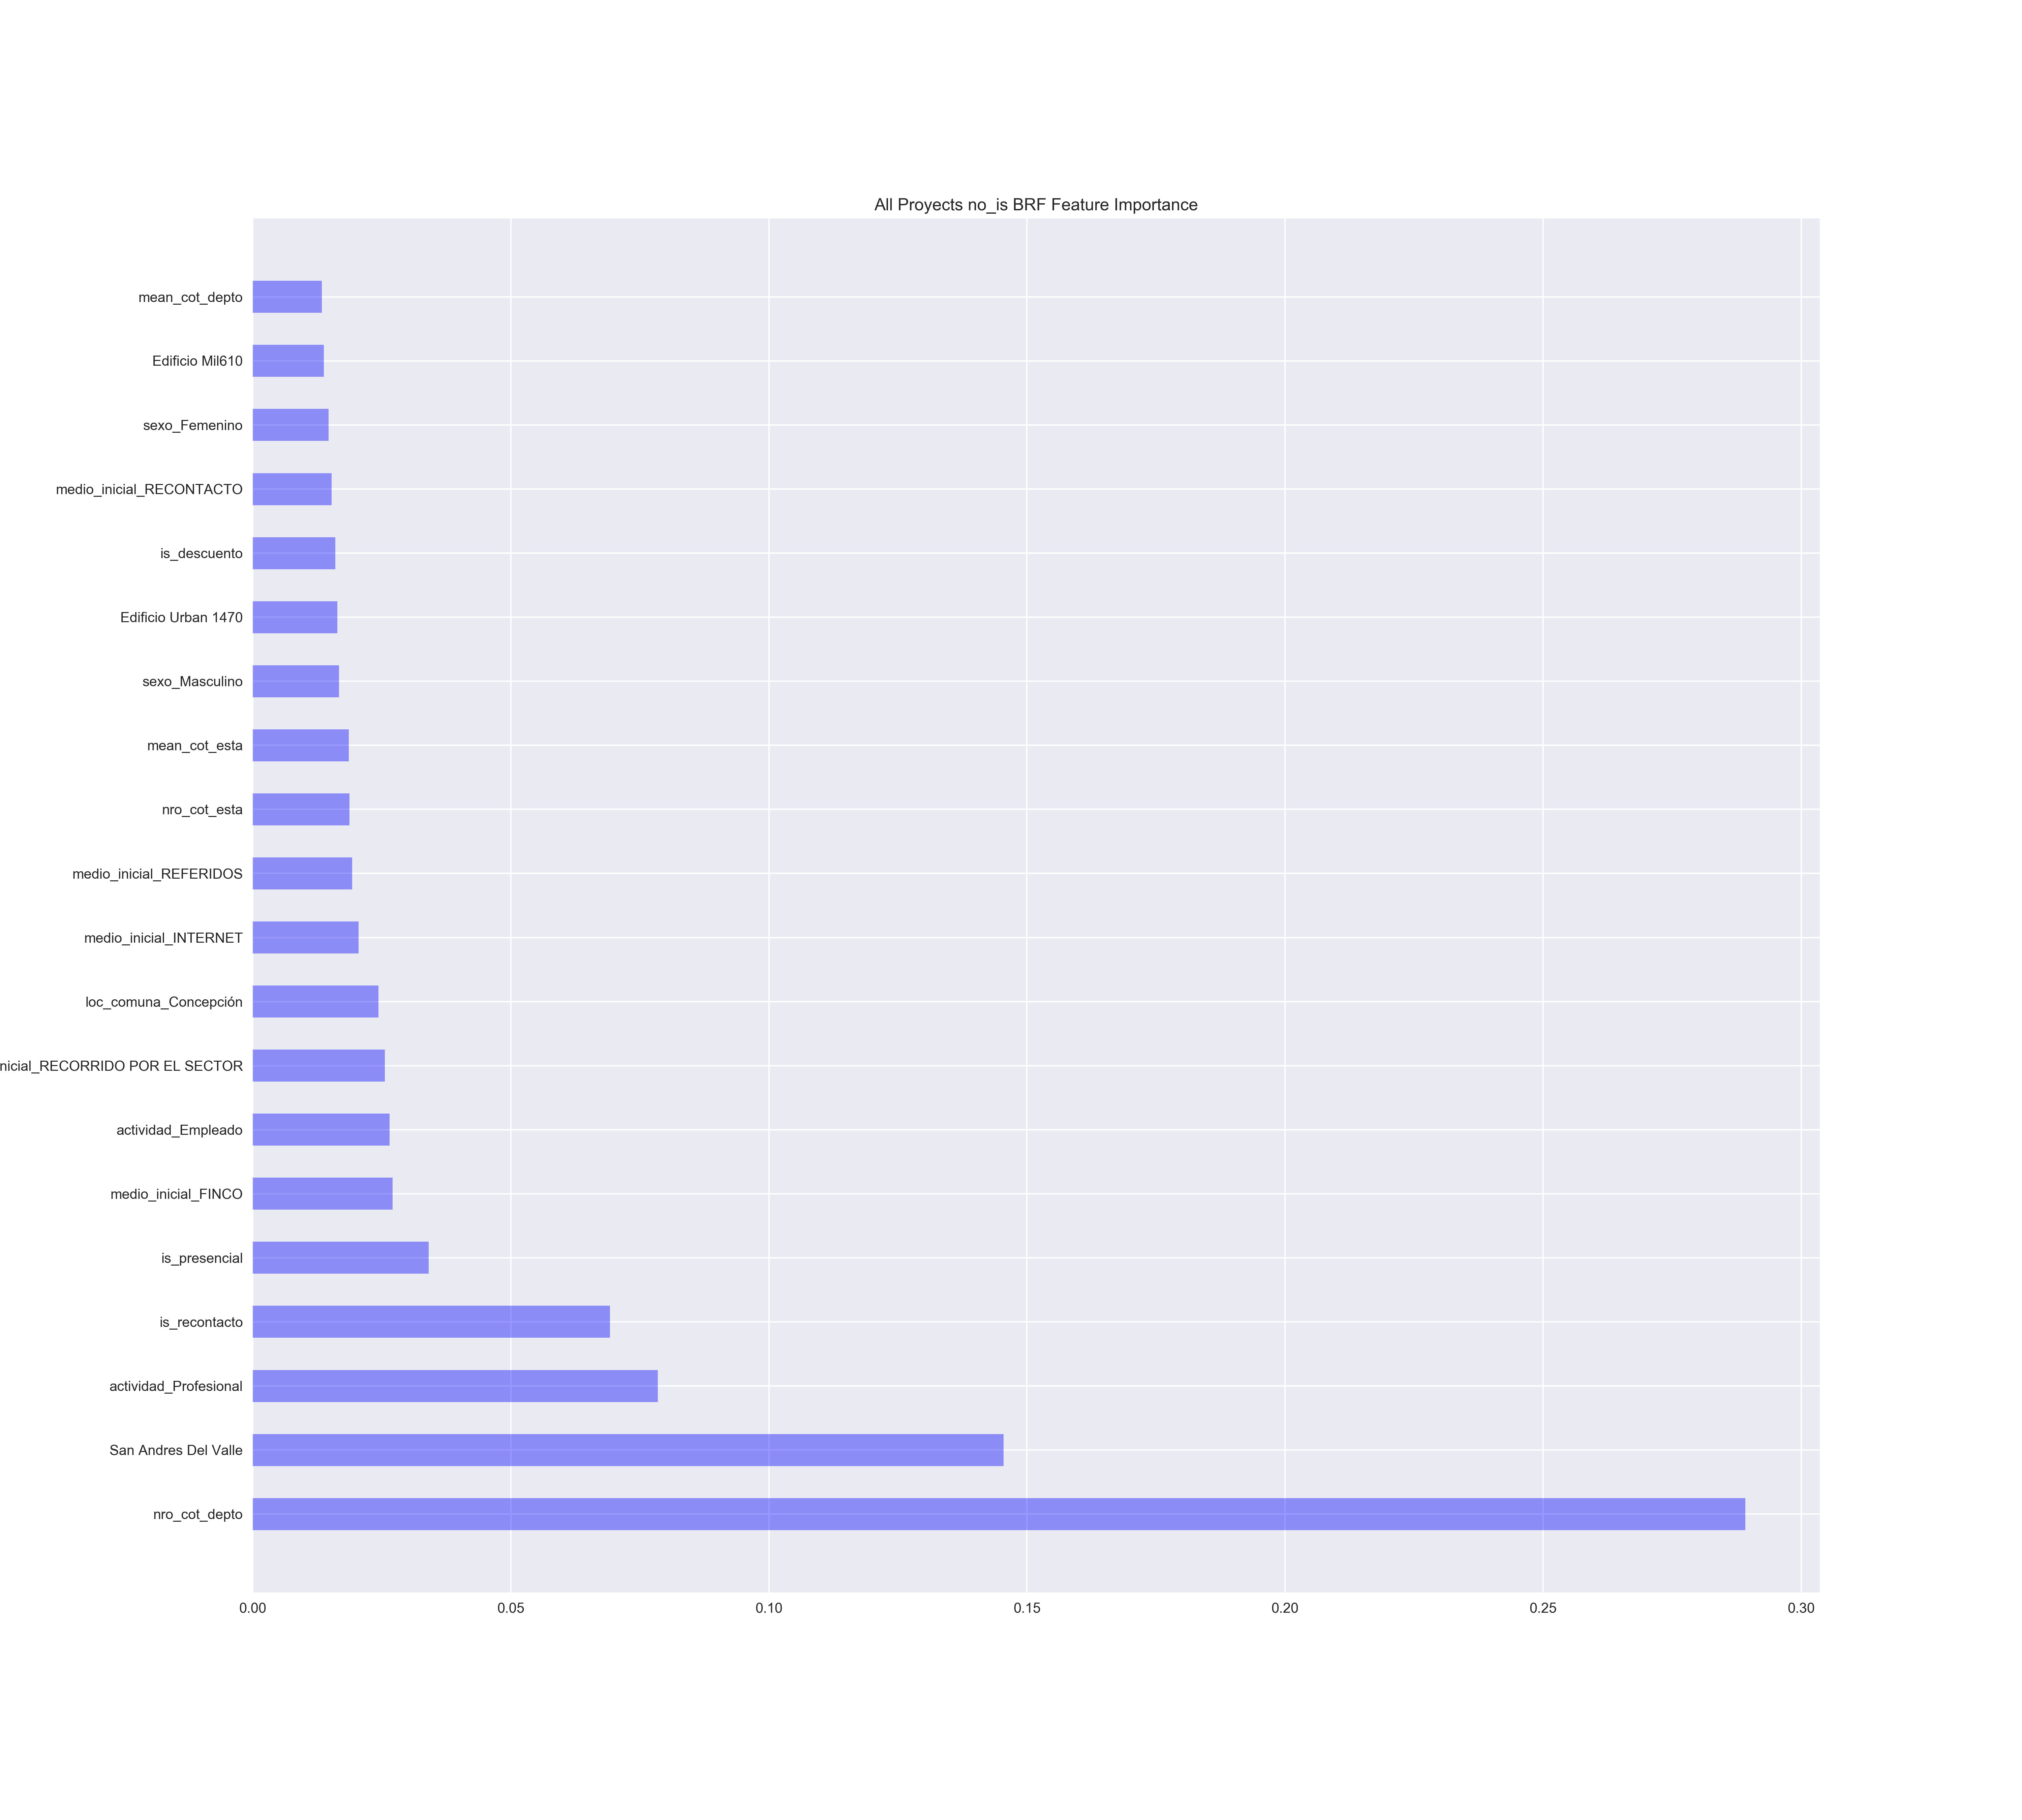 All Proyects no_is BRF Feature Importance
mean_cot_depto
Edificio Mil610
sexo_Femenino
medio_inicial_RECONTACTO
is_descuento
Edificio Urban 1470
sexo_Masculino
mean_cot_esta
nro_cot_esta
medio_inicial_REFERIDOS
medio_inicial_INTERNET
loc_comuna_Concepción
nicial_RECORRIDO POR EL SECTOR
actividad_Empleado
medio_inicial_FINCO
is_presencial
is_recontacto
actividad_Profesional
San Andres Del Valle
nro_cot_depto
0.00 0.05 0.10 0.15 0.20 0.25 0.30